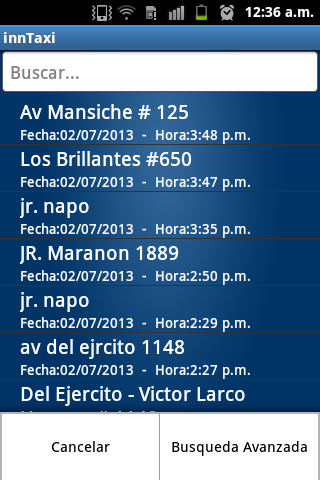 12:36 a.m.
innTaxi
Buscar...
Av Mansiche # 125
Fecha:02/07/2013 - Hora:3:48 p.m.
Los Brillantes #650
Fecha:02/07/2013 - Hora:3:47 p.m.
jr. napo
Fecha:02/07/2013 - Hora:3:35 p.m.
JR. Maranon 1889
Fecha:02/07/2013 - Hora:2:50 p.m.
jr. napo
Fecha:02/07/2013 - Hora:2:29 p.m.
av del ejrcito 1148
Fecha:02/07/2013 - Hora:2:27 p.m.
Del Ejercito - Victor Larco
Cancelar
Busqueda Avanzada